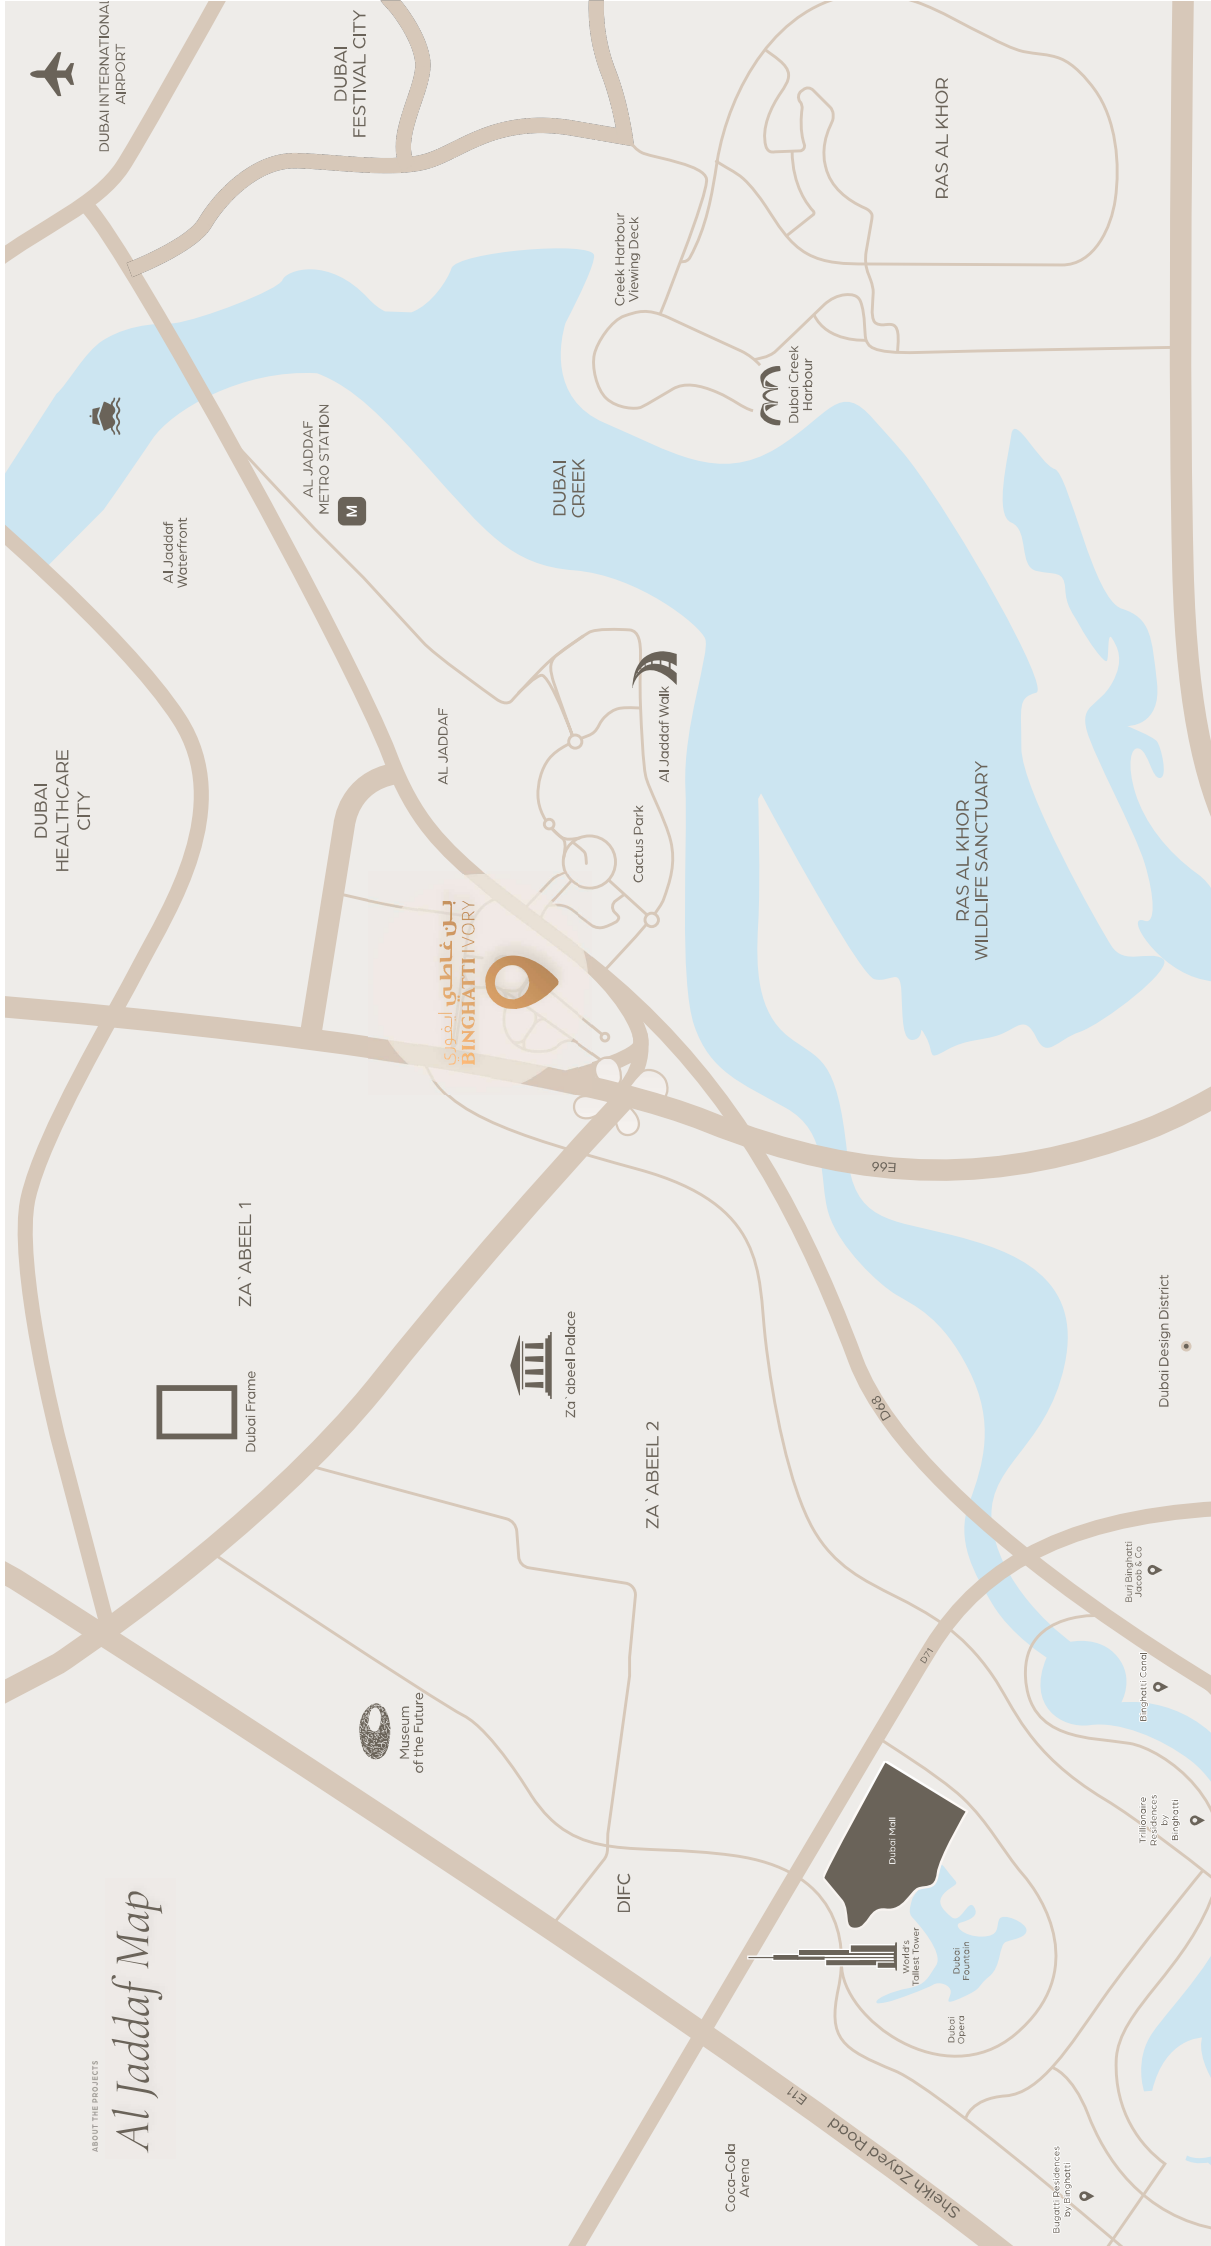 ABOUT THE PROJECTS
Al Jaddaf Map
DUBAI INTERNATIONAL
AIRPORT
DUBAI
FESTIVAL CITY
RAS AL KHOR
Creek Harbour
Viewing Deck
Dubai Creek
Harbour
AL JADDAF
METRO STATION
M
DUBAI
CREEK
Al Jaddaf
Waterfront
DUBAI
HEALTHCARE
CITY
AL JADDAF
Al Jaddaf Walk
Cactus Park
RAS AL KHOR
WILDLIFE SANCTUARY
بن غاطي ايفوري
BINGHATTI IVORY
E66
ZA`ABEEL 1
Dubai Frame
Za`abeel Palace
ZA`ABEEL 2
D68
Dubai Design District
Burj Binghatti
Jacob & Co
D71
Binghatti Canal
Museum
of the Future
Trillionaire
Residences
by
Binghatti
Dubai Mall
DIFC
World's
Tallest Tower
Dubai
Fountain
Dubai
Opera
E11
Sheikh Zayed Road
Coca-Cola
Arena
Bugatti Residences
by Binghatti